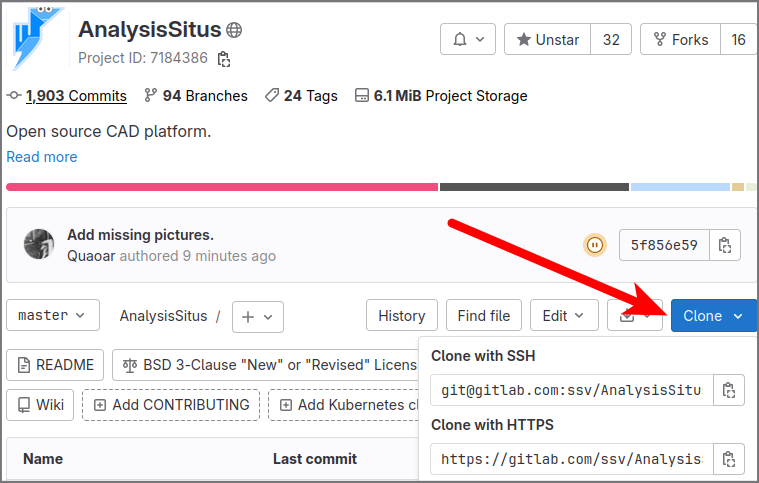 AnalysisSitus
Project ID: 7184386
Unstar 32
Forks 16
1,903 Commits 94 Branches 24 Tags 6.1 MiB Project Storage
Open source CAD platform.
Read more
Add missing pictures.
Quaoar authored 9 minutes ago
5f856e59
master AnalysisSitus / + History Find file Edit Clone
README BSD 3-Clause "New" or "Revised" Licens
Clone with SSH
git@gitlab.com:ssv/AnalysisSitu
Wiki Add CONTRIBUTING Add Kubernetes cl
Clone with HTTPS
https://gitlab.com/ssv/Analysis
Name Last commit